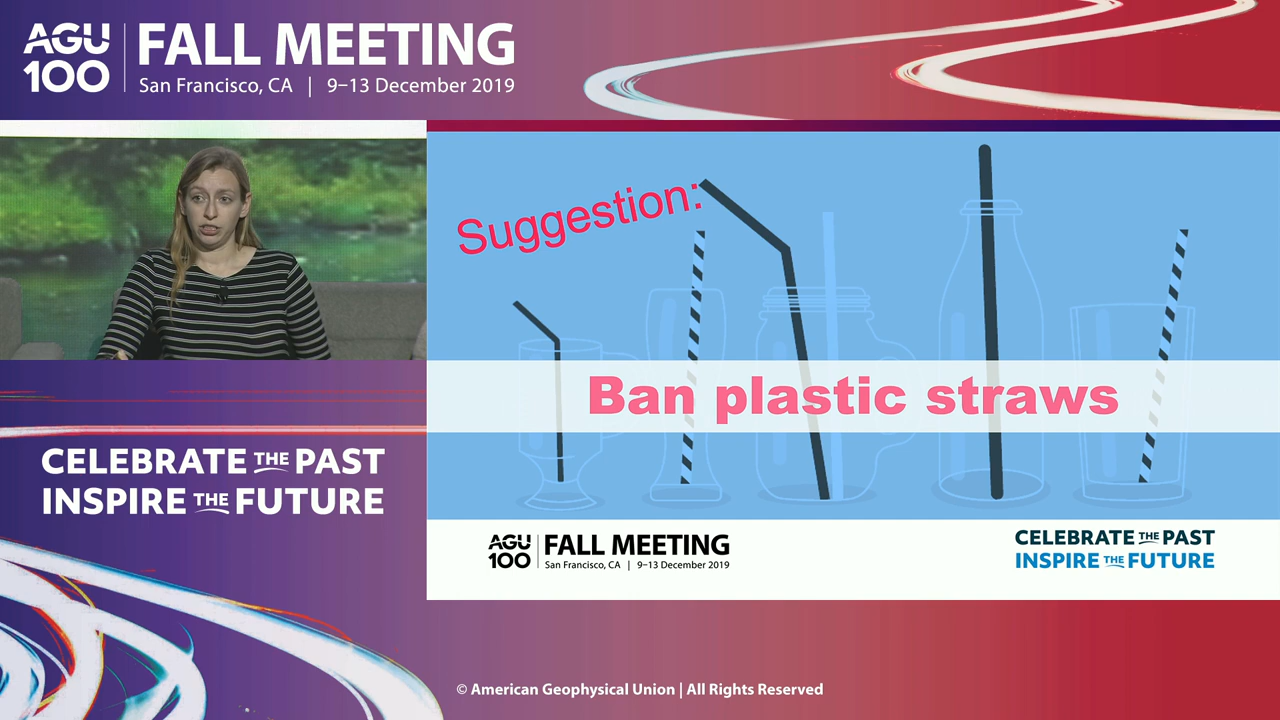 AGU
100
FALL MEETING
San Francisco, CA | 9–13 December 2019
Suggestion:
Ban plastic straws
CELEBRATE THE PAST
INSPIRE THE FUTURE
AGU
100
FALL MEETING
San Francisco, CA | 9–13 December 2019
CELEBRATE THE PAST
INSPIRE THE FUTURE
© American Geophysical Union | All Rights Reserved